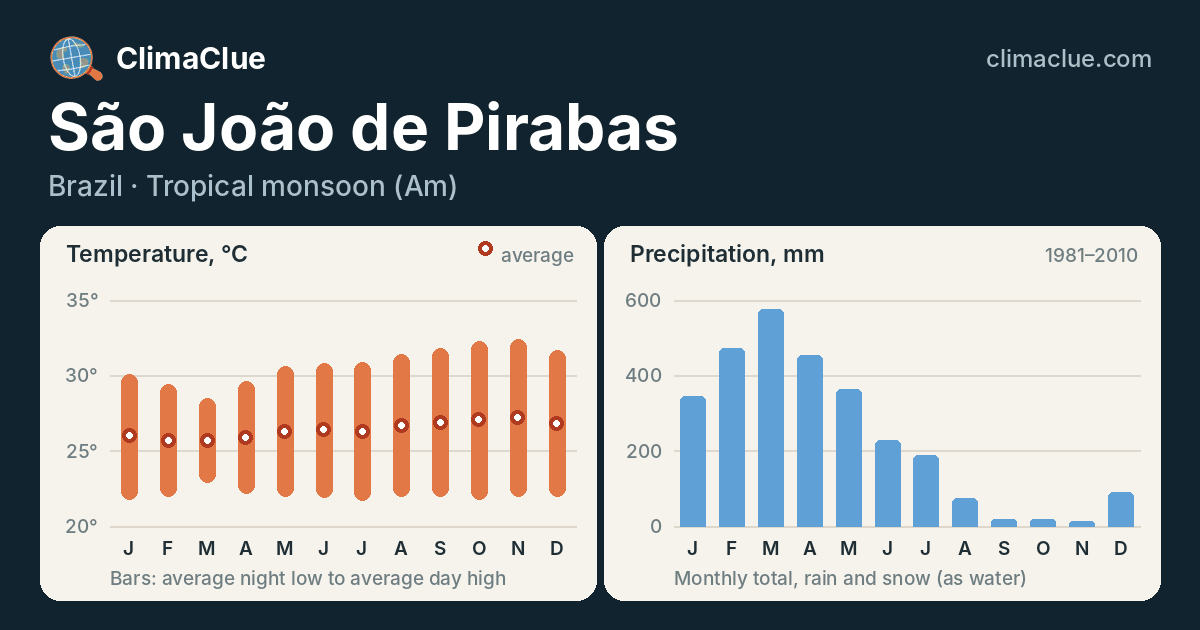 ClimaClue
climaclue.com
São João de Pirabas
Brazil · Tropical monsoon (Am)
Temperature, °C
average
35°
30°
25°
20°
J F M A M J J A S O N D
Bars: average night low to average day high
Precipitation, mm
1981–2010
600
400
200
0
J F M A M J J A S O N D
Monthly total, rain and snow (as water)